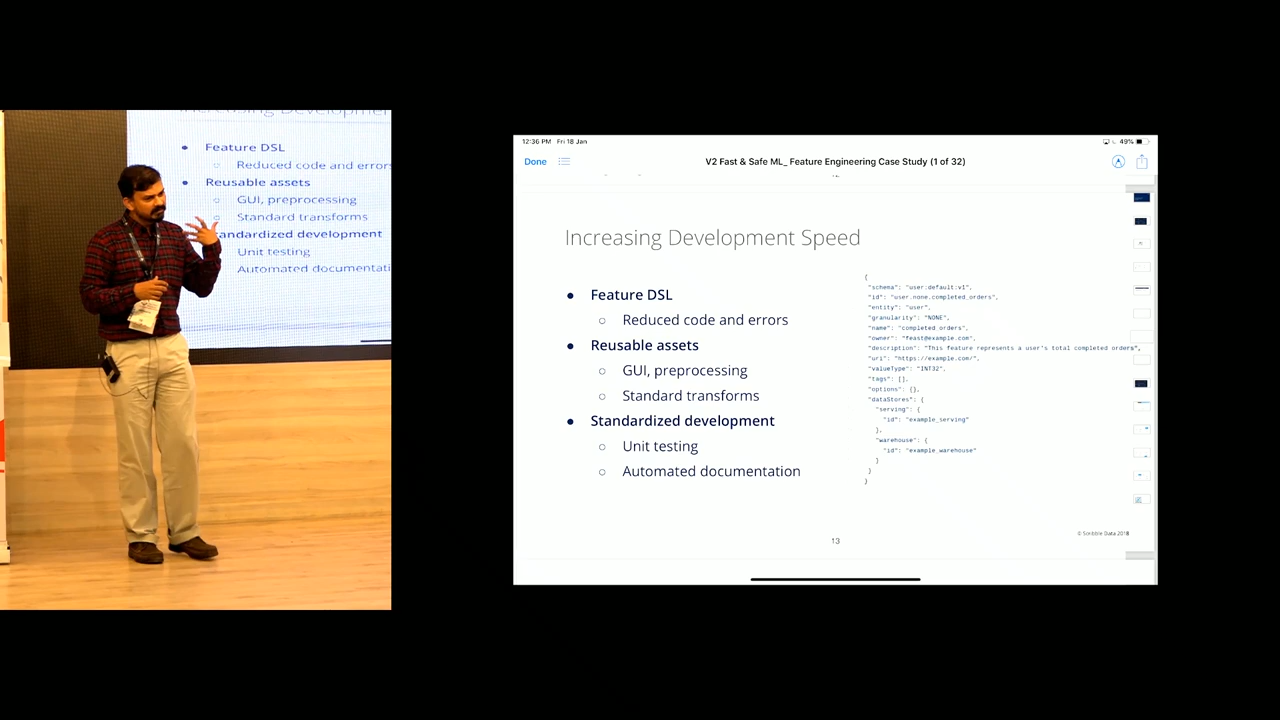 Increasing Developmen
Feature DSL
Reduced code and errors
Reusable assets
GUI, preprocessing
Standard transforms
andardized development
Unit testing
Automated documentati
12:36 PM Fri 18 Jan
49%
Done
V2 Fast & Safe ML_ Feature Engineering Case Study (1 of 32)
Increasing Development Speed
● Feature DSL
○ Reduced code and errors
● Reusable assets
○ GUI, preprocessing
○ Standard transforms
● Standardized development
○ Unit testing
○ Automated documentation
{
"schema": "user:default:v1",
"id": "user.none.completed_orders",
"entity": "user",
"granularity": "NONE",
"name": "completed_orders",
"owner": "feast@example.com",
"description": "This feature represents a user's total completed orders",
"uri": "https://example.com/",
"valueType": "INT32",
"tags": [],
"options": {},
"dataStores": {
"serving": {
"id": "example_serving"
},
"warehouse": {
"id": "example_warehouse"
}
}
}
© Scribble Data 2018
13